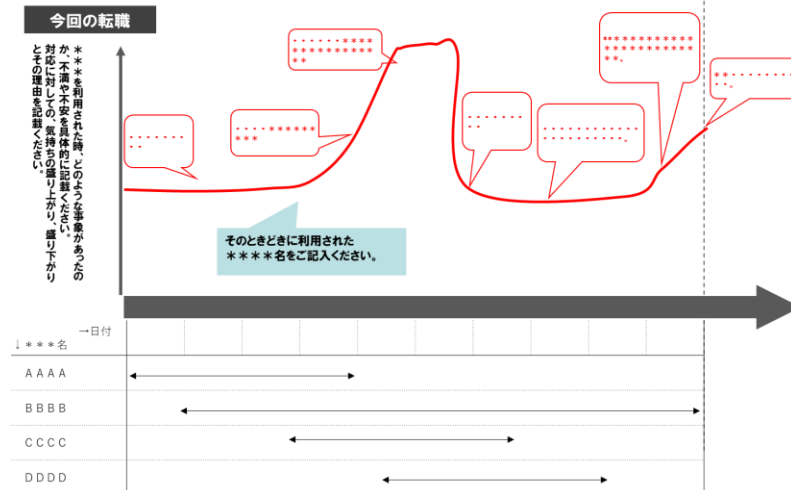 今回の転職
＊＊＊を利用された時、どのような事象があったの
か、不満や不安を具体的に記載ください。
対応に対しての、気持ちの盛り上がり、盛り下がり
とその理由を記載ください。
そのときどきに利用された
＊＊＊＊名をご記入ください。
→日付
↓＊＊＊名
AAAA
BBBB
CCCC
DDDD